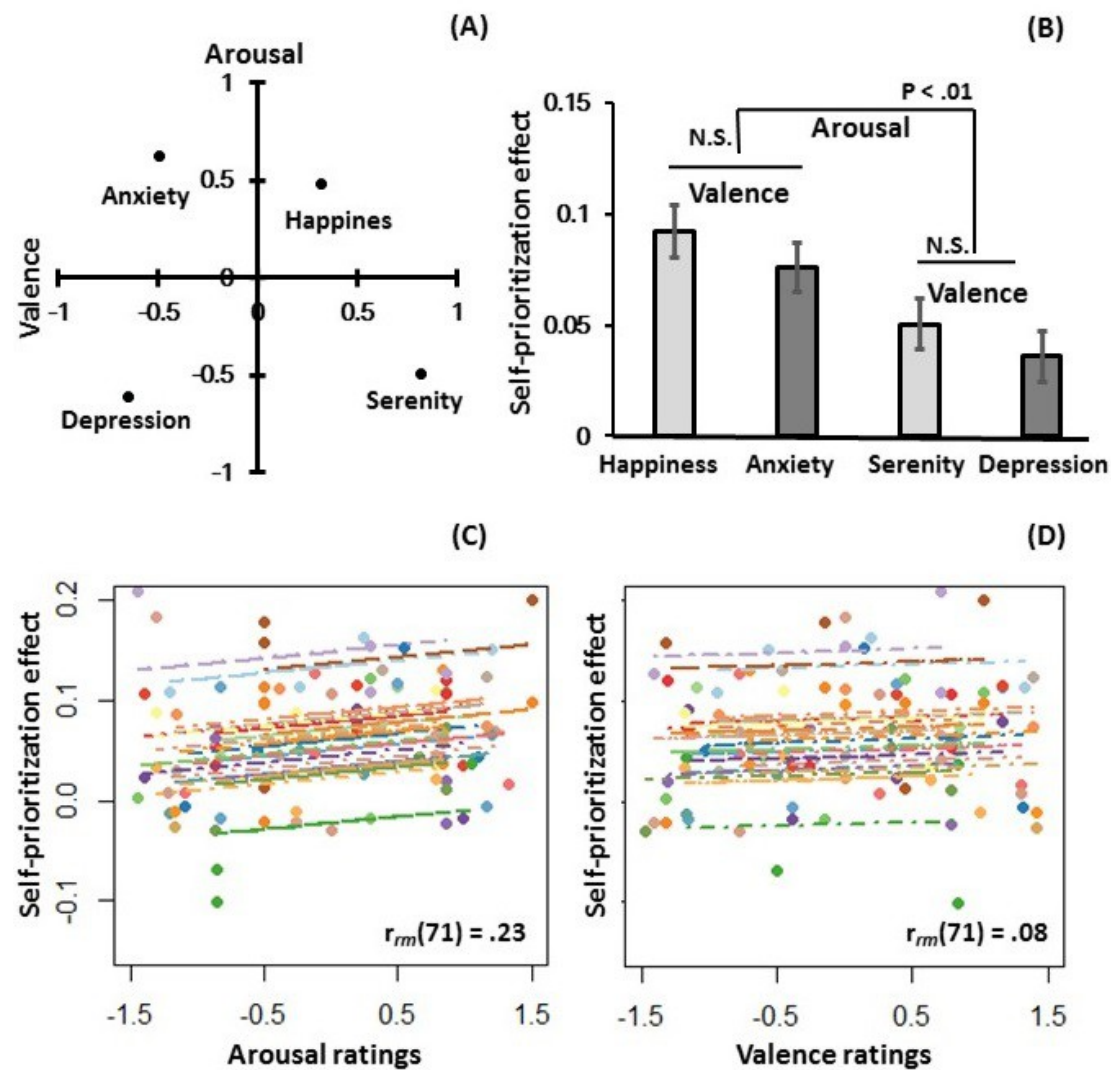 (A)
Arousal
1
0.5
0
-0.5
-1
Valence
-1
-0.5
0
0.5
1
Anxiety
Happines
Depression
Serenity
(B)
Self-prioritization effect
0.15
0.1
0.05
0
P < .01
N.S.
Arousal
Valence
N.S.
Valence
Happiness Anxiety Serenity Depression
(C)
Self-prioritization effect
0.2
0.1
0.0
-0.1
r_rm(71) = .23
-1.5 -0.5 0.5 1.5
Arousal ratings
(D)
Self-prioritization effect
r_rm(71) = .08
-1.5 -0.5 0.5 1.5
Valence ratings